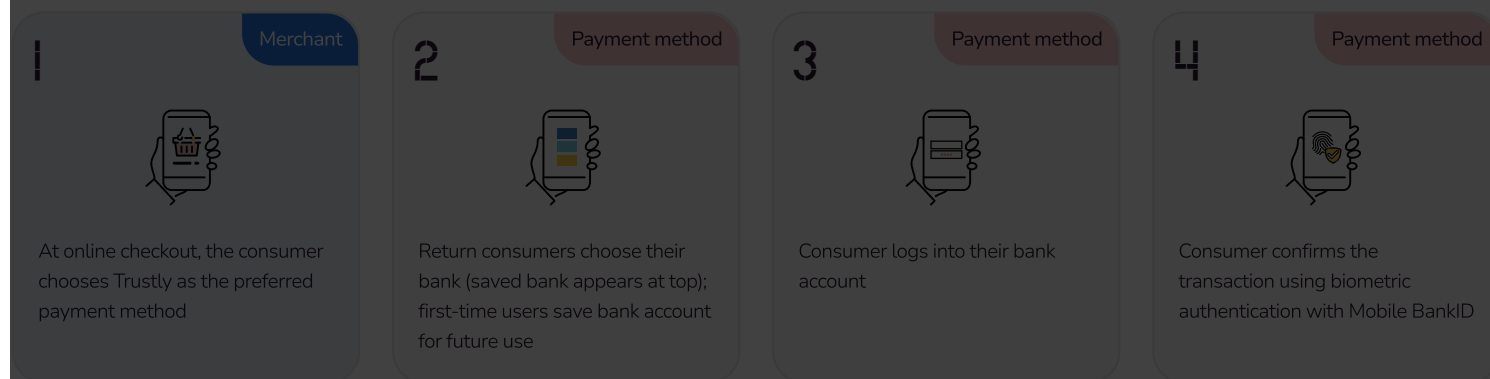 1
Merchant
At online checkout, the consumer
chooses Trustly as the preferred
payment method
2
Payment method
Return consumers choose their
bank (saved bank appears at top);
first-time users save bank account
for future use
3
Payment method
Consumer logs into their bank
account
4
Payment method
Consumer confirms the
transaction using biometric
authentication with Mobile BankID